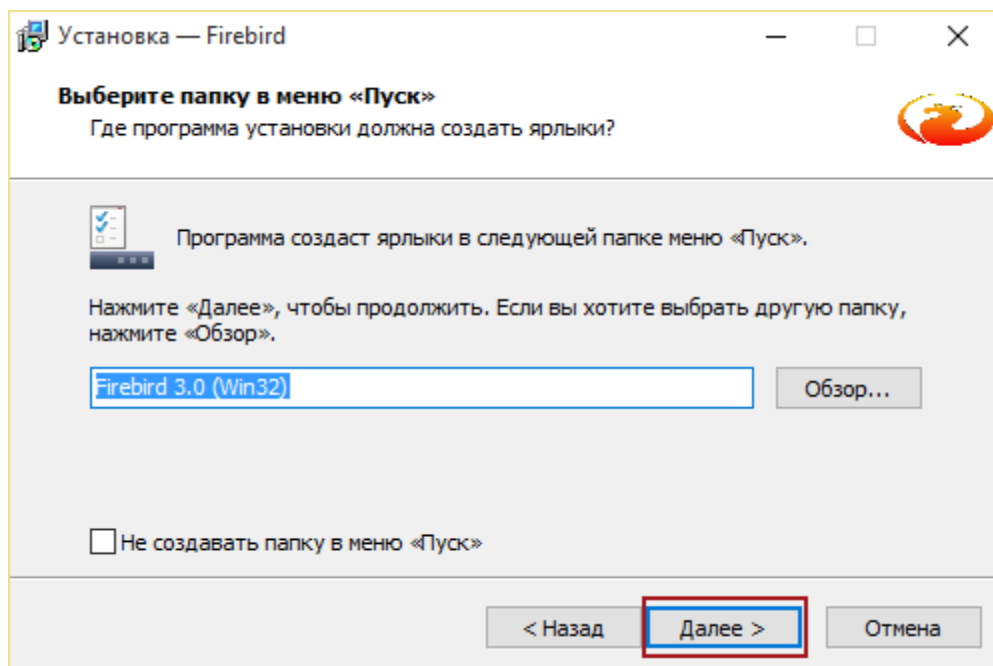 Установка — Firebird
Выберите папку в меню «Пуск»
Где программа установки должна создать ярлыки?
Программа создаст ярлыки в следующей папке меню «Пуск».
Нажмите «Далее», чтобы продолжить. Если вы хотите выбрать другую папку,
нажмите «Обзор».
Firebird 3.0 (Win32)
Обзор...
Не создавать папку в меню «Пуск»
< Назад
Далее >
Отмена